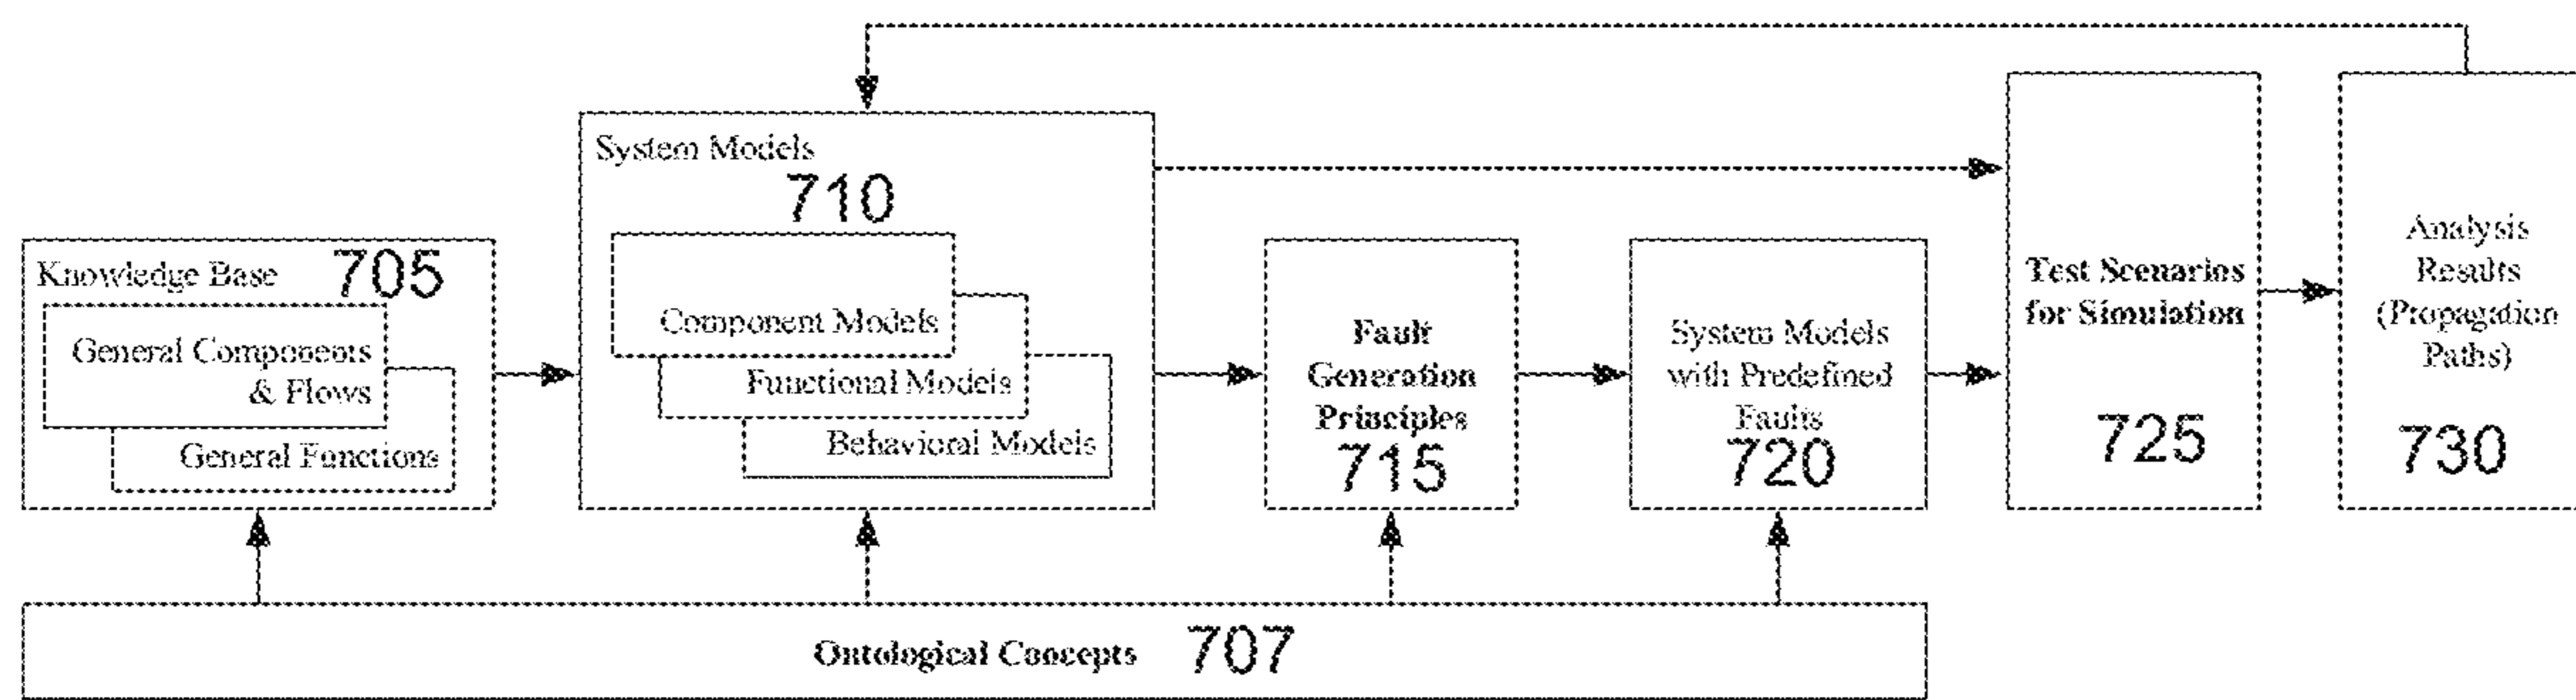 System Models
710
Knowledge Base 705
General Components
& Flows
General Functions
Component Models
Functional Models
Behavioral Models
Fault
Generation
Principles
715
System Models
with Predefined
Faults
720
Test Scenarios
for Simulation
725
Analysis
Results
(Propagation
Paths)
730
Ontological Concepts 707